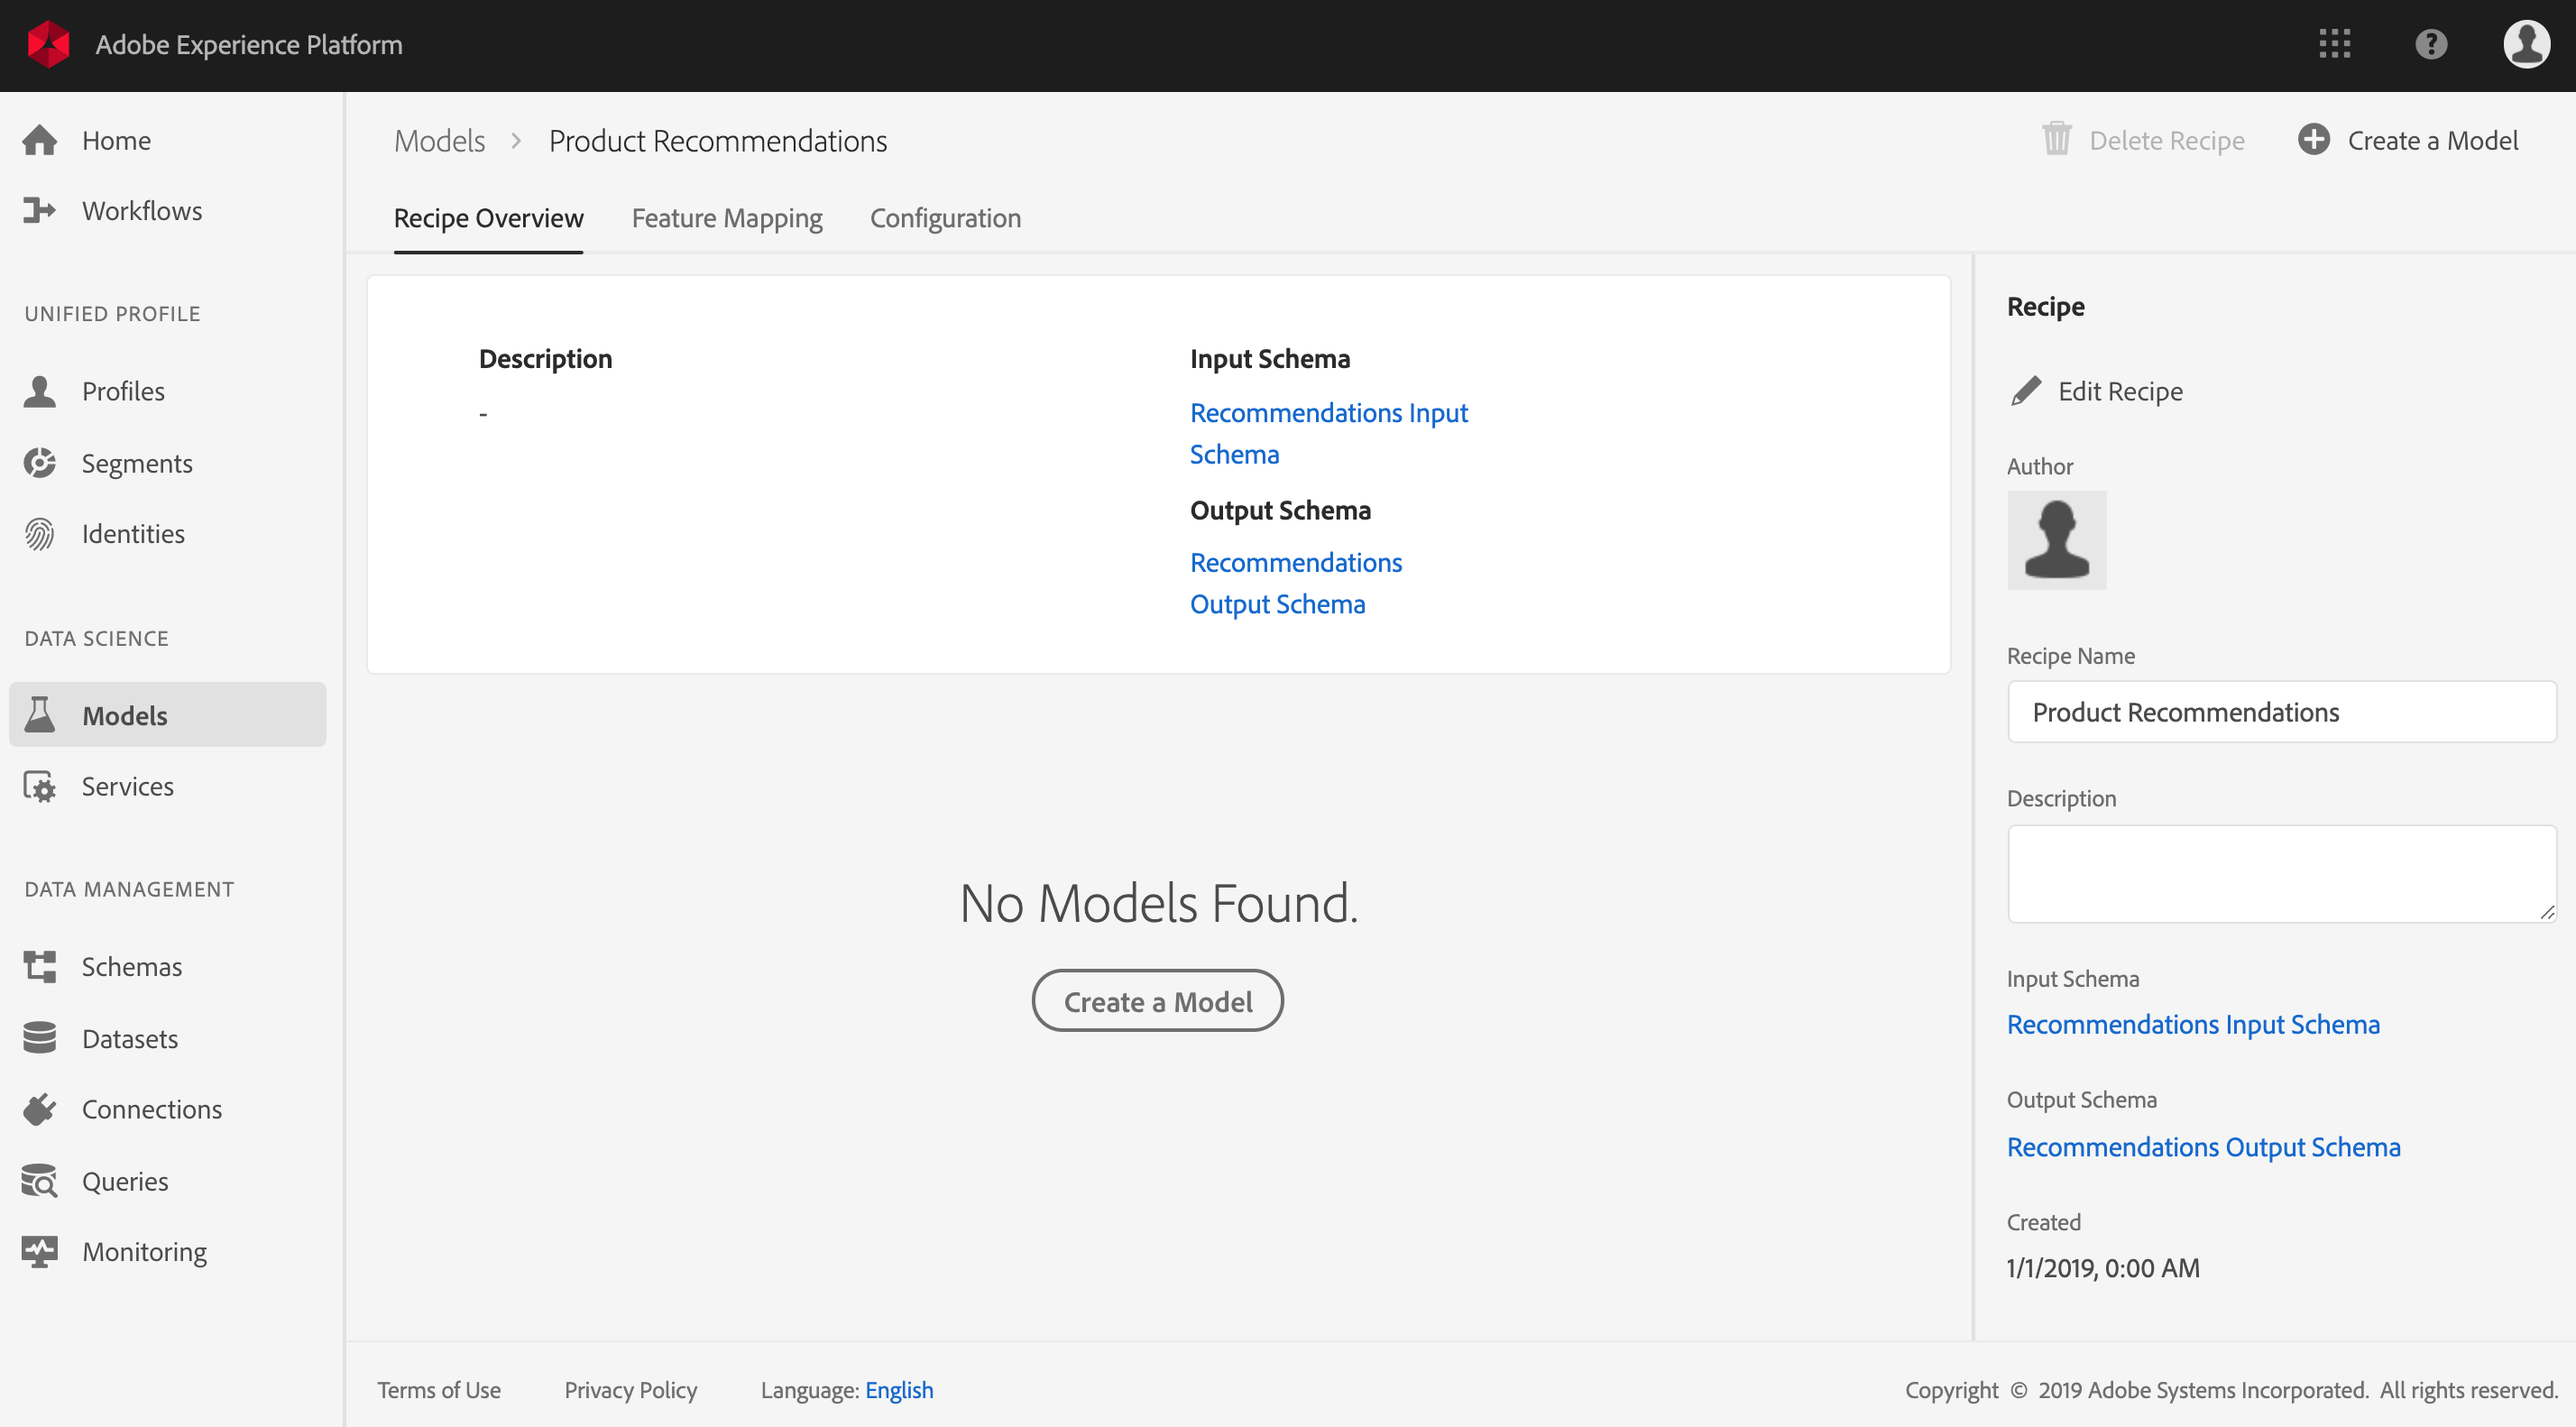 Adobe Experience Platform
?
Home
Workflows
UNIFIED PROFILE
Profiles
Segments
Identities
DATA SCIENCE
Models
Services
DATA MANAGEMENT
Schemas
Datasets
Connections
Queries
Monitoring
Models > Product Recommendations
Delete Recipe
Create a Model
Recipe Overview
Feature Mapping
Configuration
Description
-
Input Schema
Recommendations Input
Schema
Output Schema
Recommendations
Output Schema
No Models Found.
Create a Model
Recipe
Edit Recipe
Author
Recipe Name
Product Recommendations
Description
Input Schema
Recommendations Input Schema
Output Schema
Recommendations Output Schema
Created
1/1/2019, 0:00 AM
Terms of Use
Privacy Policy
Language: English
Copyright © 2019 Adobe Systems Incorporated. All rights reserved.